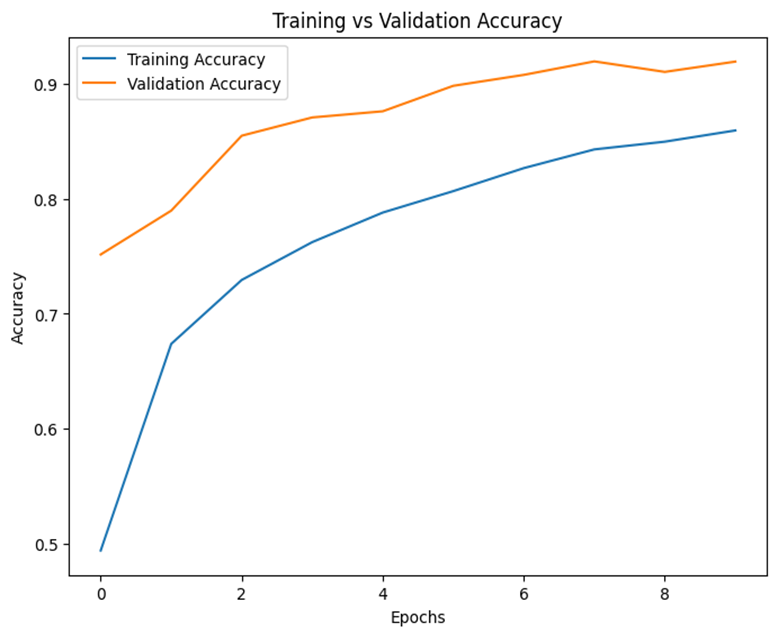 Training vs Validation Accuracy
Training Accuracy
Validation Accuracy
0.9
0.8
0.7
0.6
0.5
Accuracy
0 2 4 6 8
Epochs